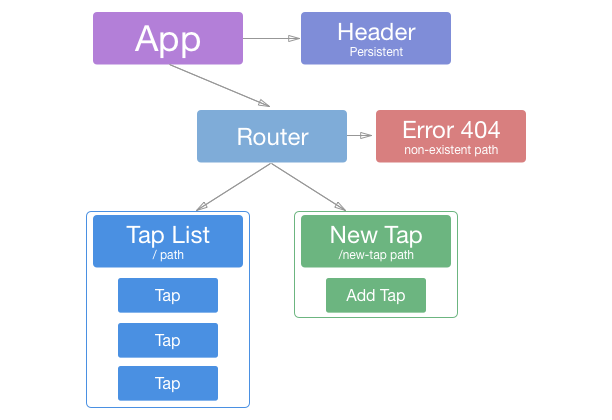 App
Header
Persistent
Router
Error 404
non-existent path
Tap List
/ path
Tap
Tap
Tap
New Tap
/new-tap path
Add Tap